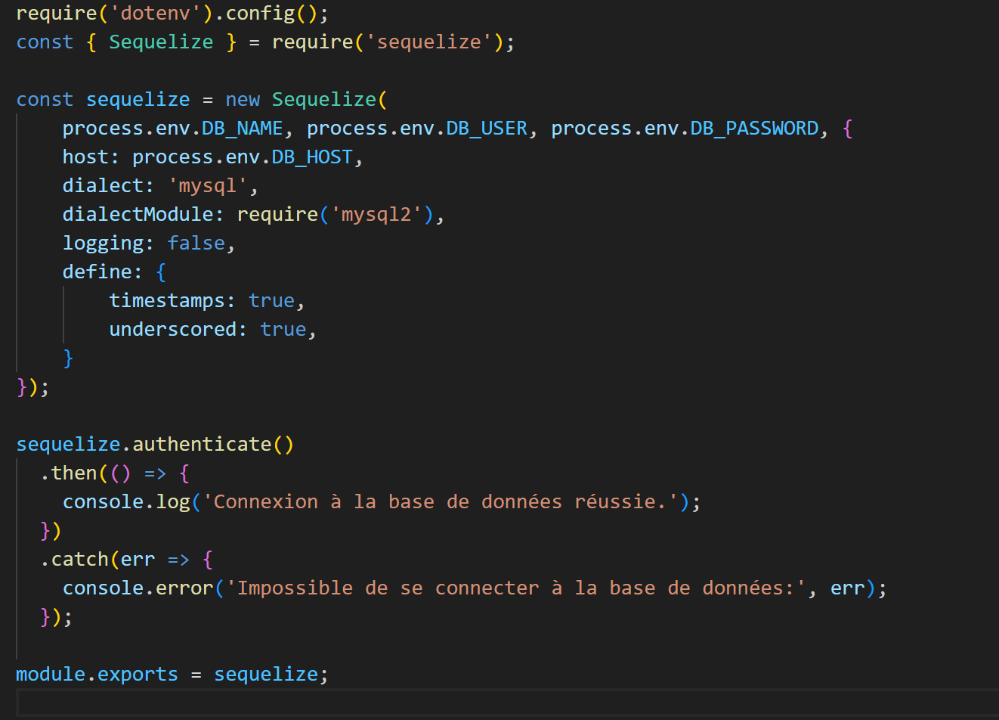 require('dotenv').config();
const { Sequelize } = require('sequelize');
const sequelize = new Sequelize(
process.env.DB_NAME, process.env.DB_USER, process.env.DB_PASSWORD, {
host: process.env.DB_HOST,
dialect: 'mysql',
dialectModule: require('mysql2'),
logging: false,
define: {
timestamps: true,
underscored: true,
}
});
sequelize.authenticate()
.then(() => {
console.log('Connexion à la base de données réussie.');
})
.catch(err => {
console.error('Impossible de se connecter à la base de données:', err);
});
module.exports = sequelize;